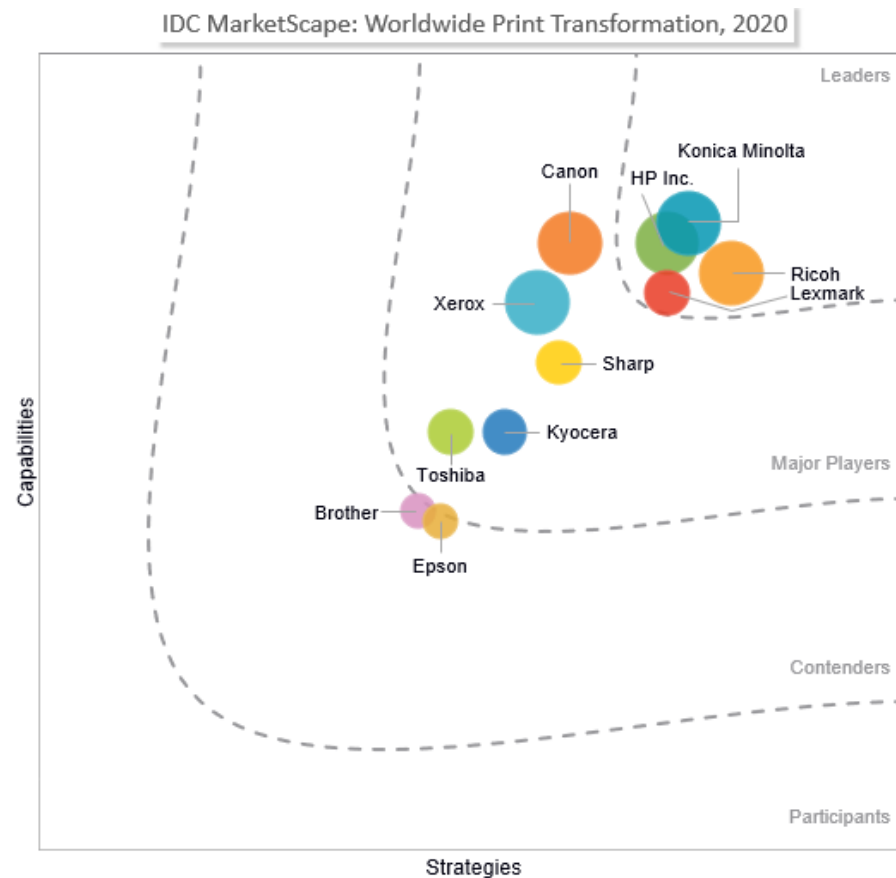 IDC MarketScape: Worldwide Print Transformation, 2020
Leaders
Konica Minolta
Canon
HP Inc.
Ricoh
Lexmark
Xerox
Sharp
Capabilities
Kyocera
Major Players
Toshiba
Brother
Epson
Contenders
Participants
Strategies